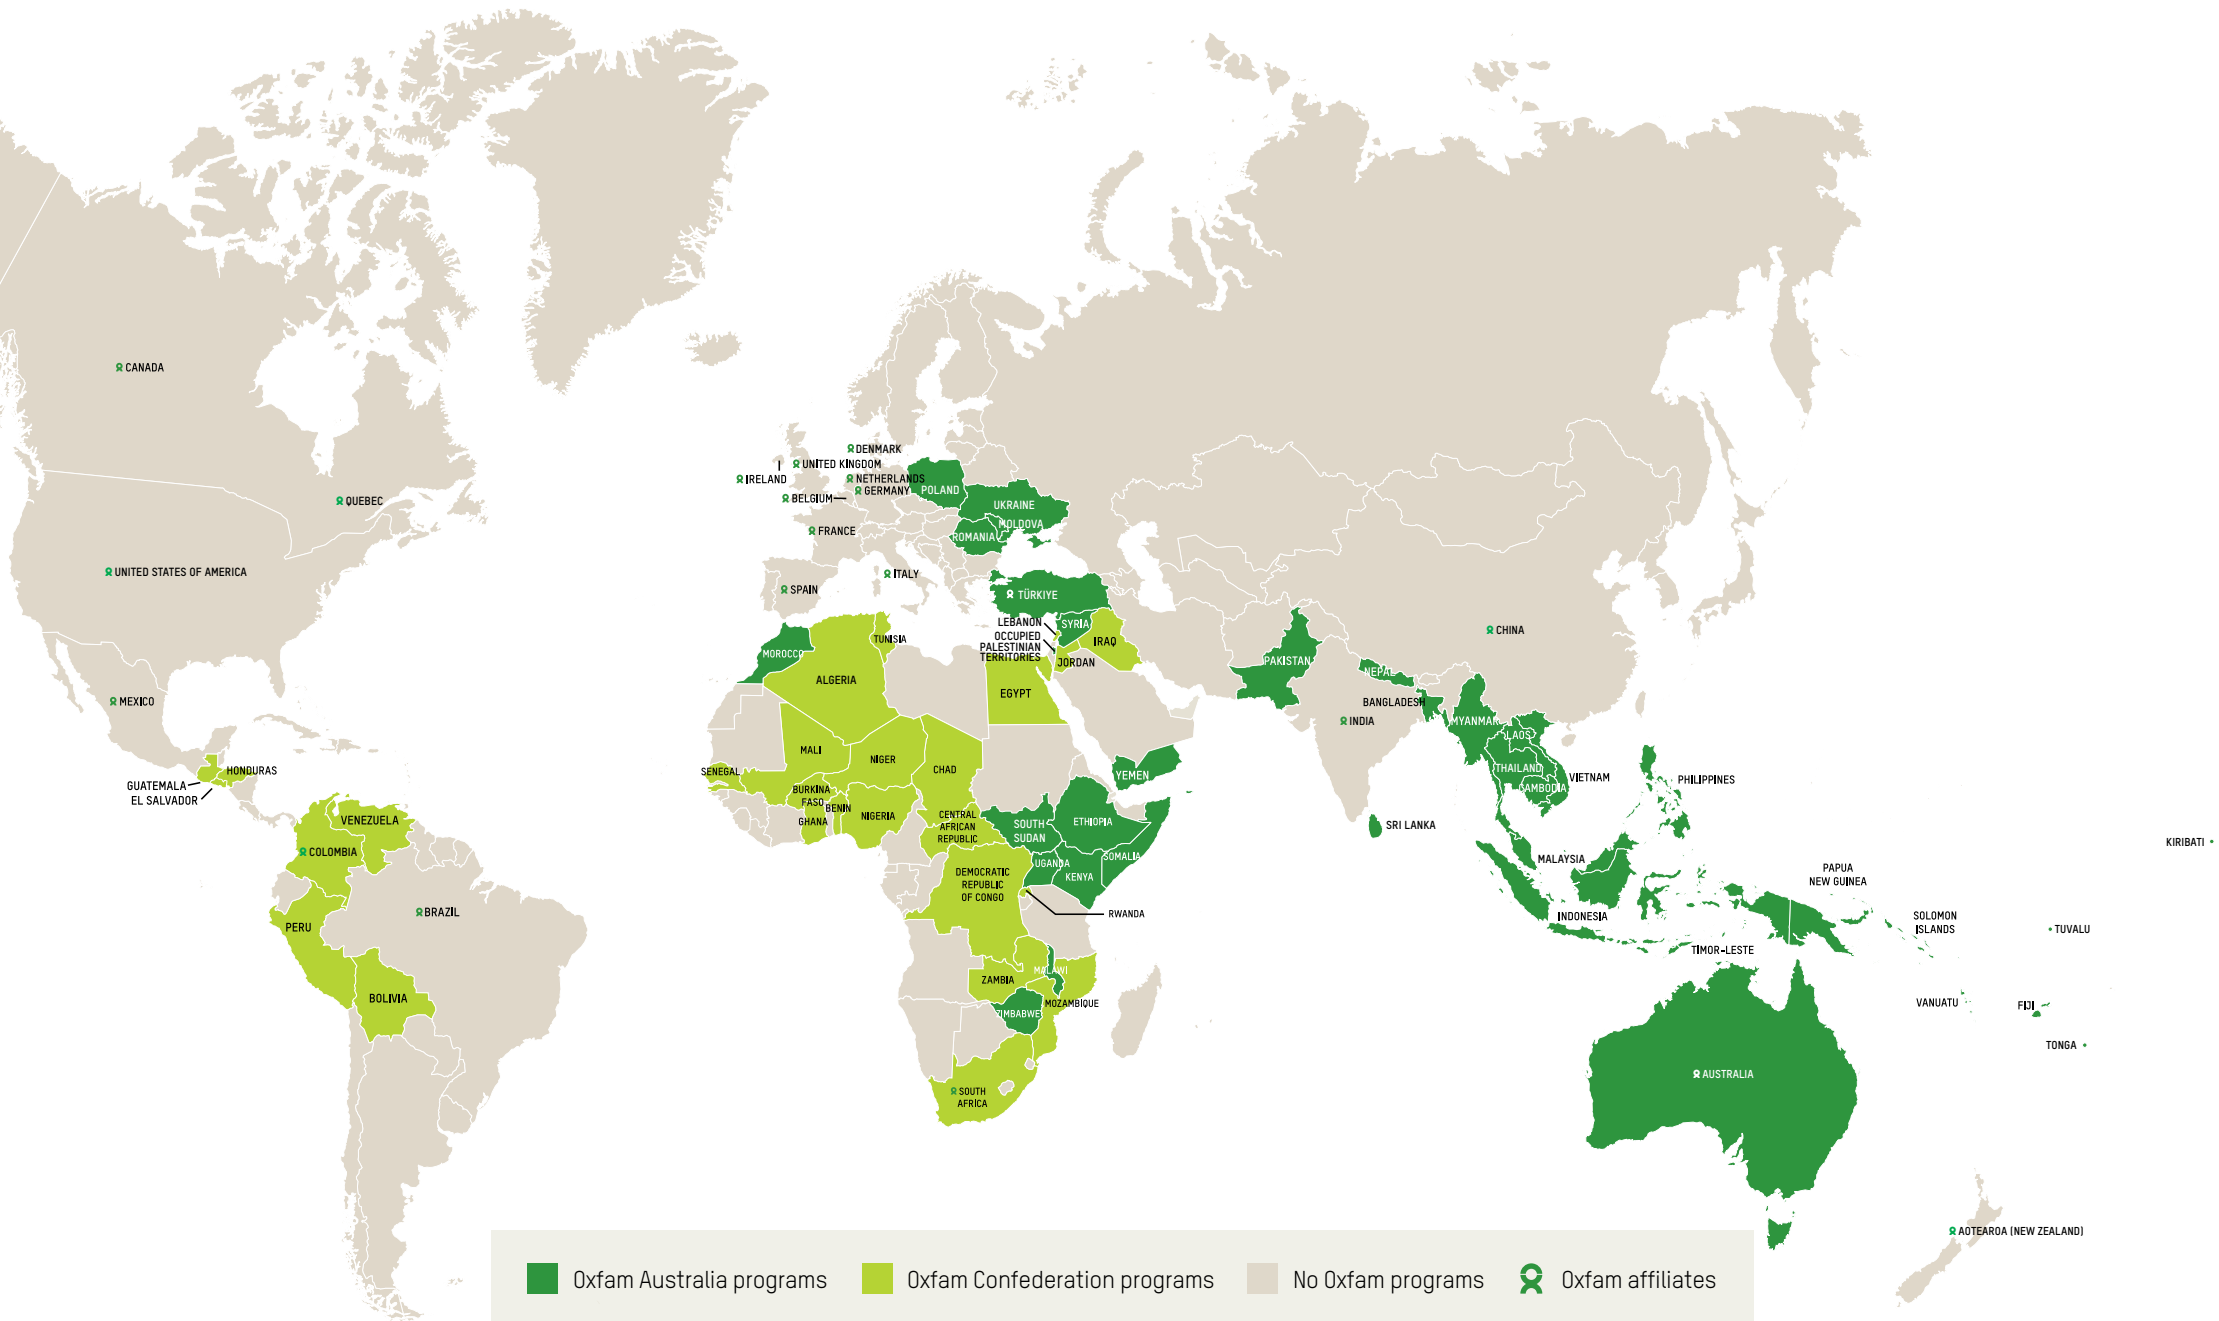 CANADA
QUEBEC
UNITED STATES OF AMERICA
MEXICO
HONDURAS
GUATEMALA
EL SALVADOR
VENEZUELA
COLOMBIA
BRAZIL
PERU
BOLIVIA
DENMARK
UNITED KINGDOM
IRELAND
NETHERLANDS
GERMANY
BELGIUM
POLAND
UKRAINE
MOLDOVA
ROMANIA
FRANCE
ITALY
SPAIN
TÜRKIYE
LEBANON
SYRIA
OCCUPIED
PALESTINIAN
TERRITORIES
IRAQ
JORDAN
TUNISIA
MOROCCO
ALGERIA
EGYPT
MALI
NIGER
CHAD
SENEGAL
BURKINA
FASO
BENIN
GHANA
NIGERIA
CENTRAL
AFRICAN
REPUBLIC
SOUTH
SUDAN
ETHIOPIA
YEMEN
SOMALIA
UGANDA
KENYA
DEMOCRATIC
REPUBLIC
OF CONGO
RWANDA
ZAMBIA
MALAWI
MOZAMBIQUE
ZIMBABWE
SOUTH
AFRICA
PAKISTAN
NEPAL
BANGLADESH
INDIA
CHINA
MYANMAR
LAOS
THAILAND
VIETNAM
CAMBODIA
PHILIPPINES
SRI LANKA
MALAYSIA
INDONESIA
PAPUA
NEW GUINEA
TIMOR-LESTE
SOLOMON
ISLANDS
KIRIBATI
TUVALU
VANUATU
FIJI
TONGA
AUSTRALIA
AOTEAROA (NEW ZEALAND)
Oxfam Australia programs
Oxfam Confederation programs
No Oxfam programs
Oxfam affiliates